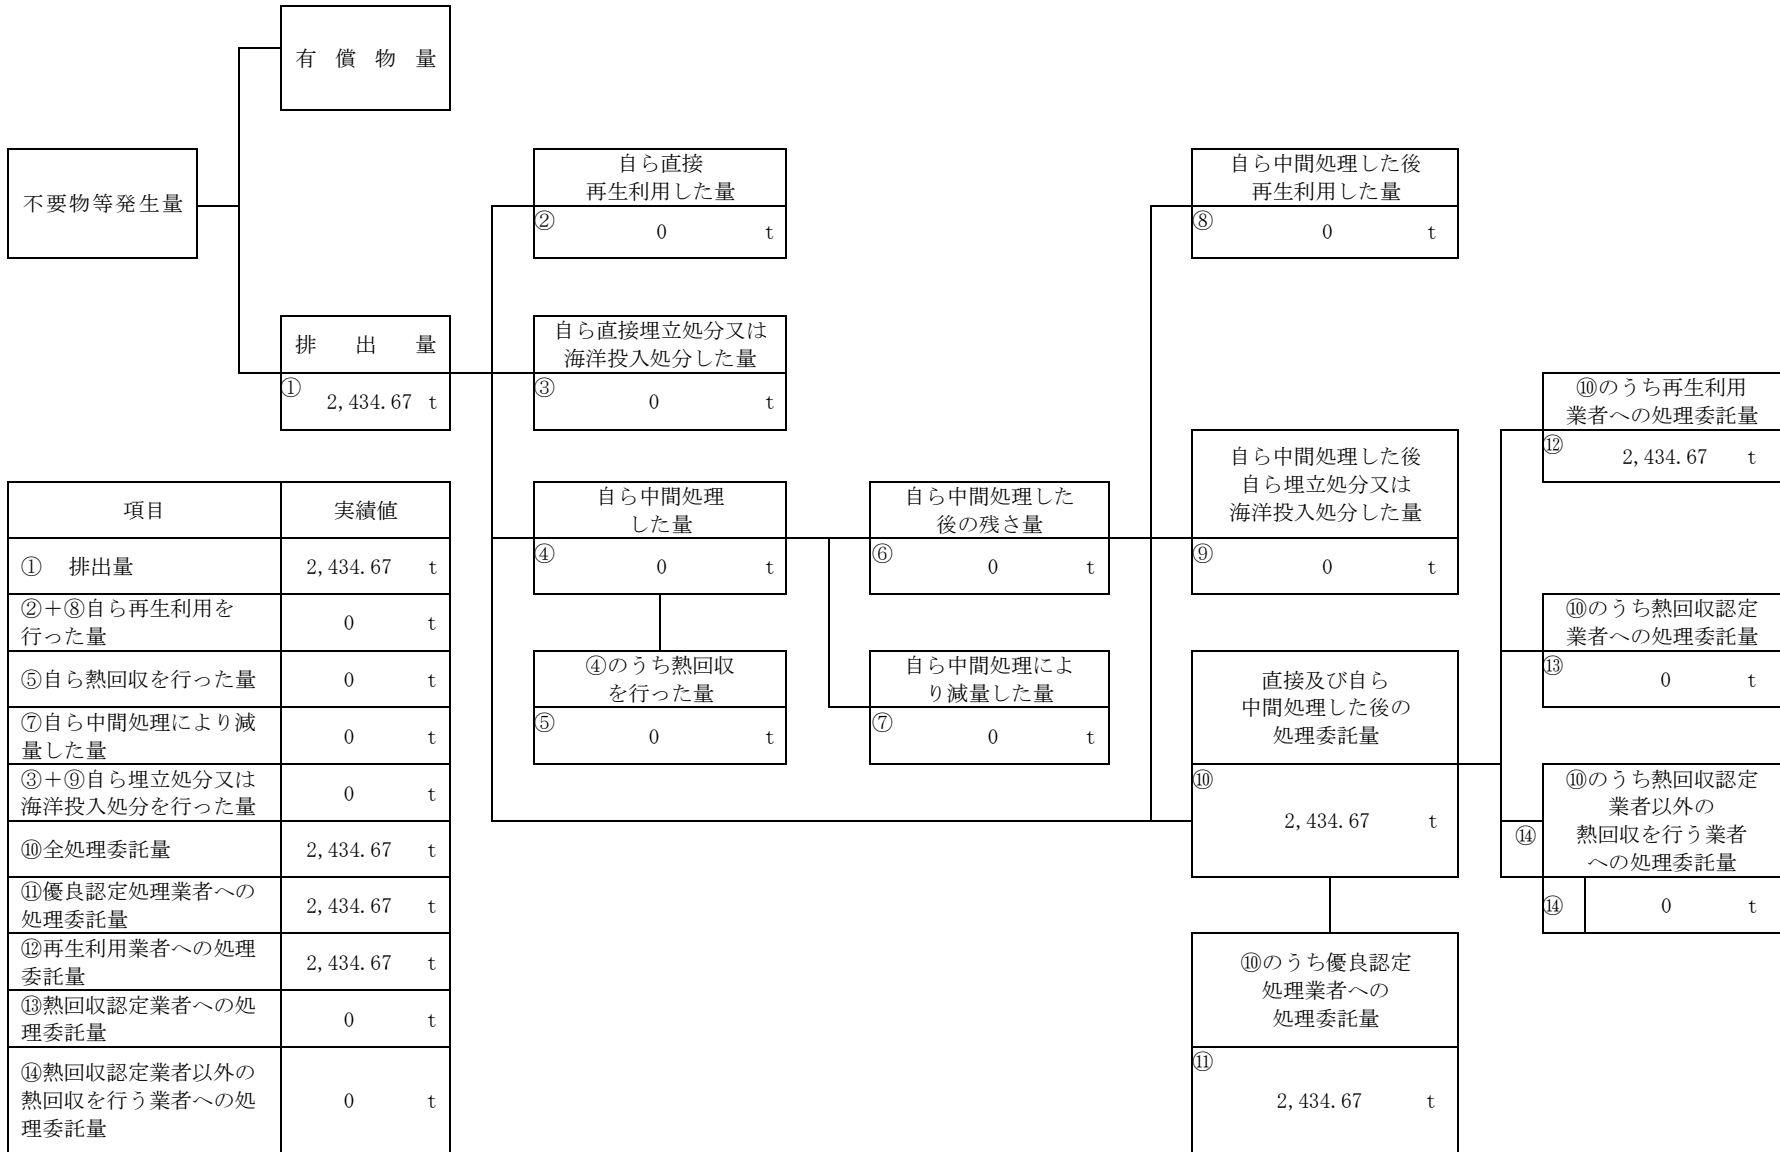 有償物量
不要物等発生量
排出量
① 2,434.67 t
自ら直接
再生利用した量
② 0 t
自ら直接埋立処分又は
海洋投入処分した量
③ 0 t
自ら中間処理
した量
④ 0 t
④のうち熱回収
を行った量
⑤ 0 t
自ら中間処理した
後の残さ量
⑥ 0 t
自ら中間処理によ
り減量した量
⑦ 0 t
自ら中間処理した後
再生利用した量
⑧ 0 t
自ら中間処理した後
自ら埋立処分又は
海洋投入処分した量
⑨ 0 t
直接及び自ら
中間処理した後の
処理委託量
⑩
2,434.67 t
⑩のうち優良認定
処理業者への
処理委託量
⑪
2,434.67 t
⑩のうち再生利用
業者への処理委託量
⑫ 2,434.67 t
⑩のうち熱回収認定
業者への処理委託量
⑬ 0 t
⑩のうち熱回収認定
業者以外の
⑭ 熱回収を行う業者
への処理委託量
⑭ 0 t
項目 実績値
① 排出量 2,434.67 t
②+⑧自ら再生利用を
行った量 0 t
⑤自ら熱回収を行った量 0 t
⑦自ら中間処理により減
量した量 0 t
③+⑨自ら埋立処分又は
海洋投入処分を行った量 0 t
⑩全処理委託量 2,434.67 t
⑪優良認定処理業者への
処理委託量 2,434.67 t
⑫再生利用業者への処理
委託量 2,434.67 t
⑬熱回収認定業者への処
理委託量 0 t
⑭熱回収認定業者以外の
熱回収を行う業者への処
理委託量 0 t